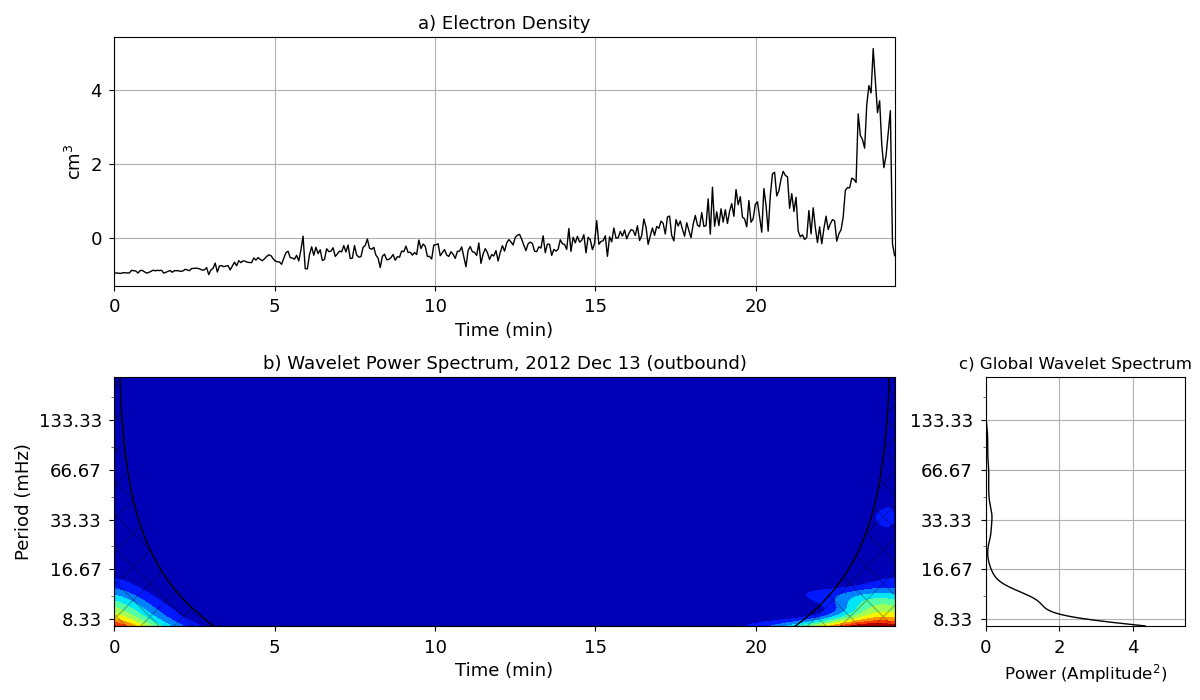 a) Electron Density
cm³
4
2
0
0 5 10 15 20
Time (min)
b) Wavelet Power Spectrum, 2012 Dec 13 (outbound)
Period (mHz)
133.33
66.67
33.33
16.67
8.33
0 5 10 15 20
Time (min)
c) Global Wavelet Spectrum
133.33
66.67
33.33
16.67
8.33
0 2 4
Power (Amplitude²)